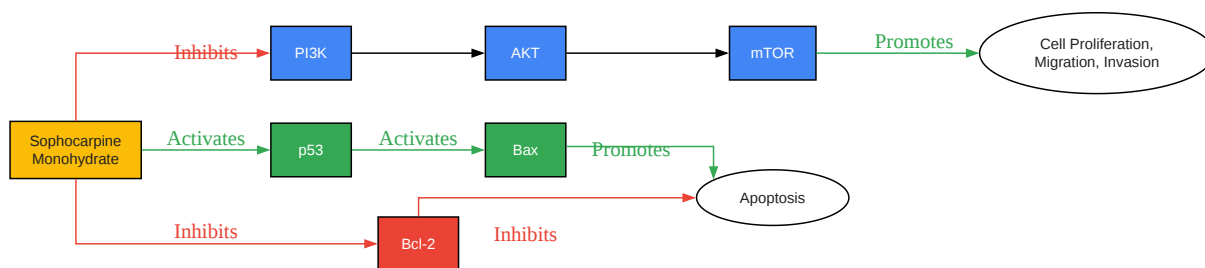 Inhibits
PI3K
AKT
mTOR
Promotes
Cell Proliferation,
Migration, Invasion
Sophocarpine
Monohydrate
Activates
p53
Activates
Bax
Promotes
Apoptosis
Inhibits
Bcl-2
Inhibits